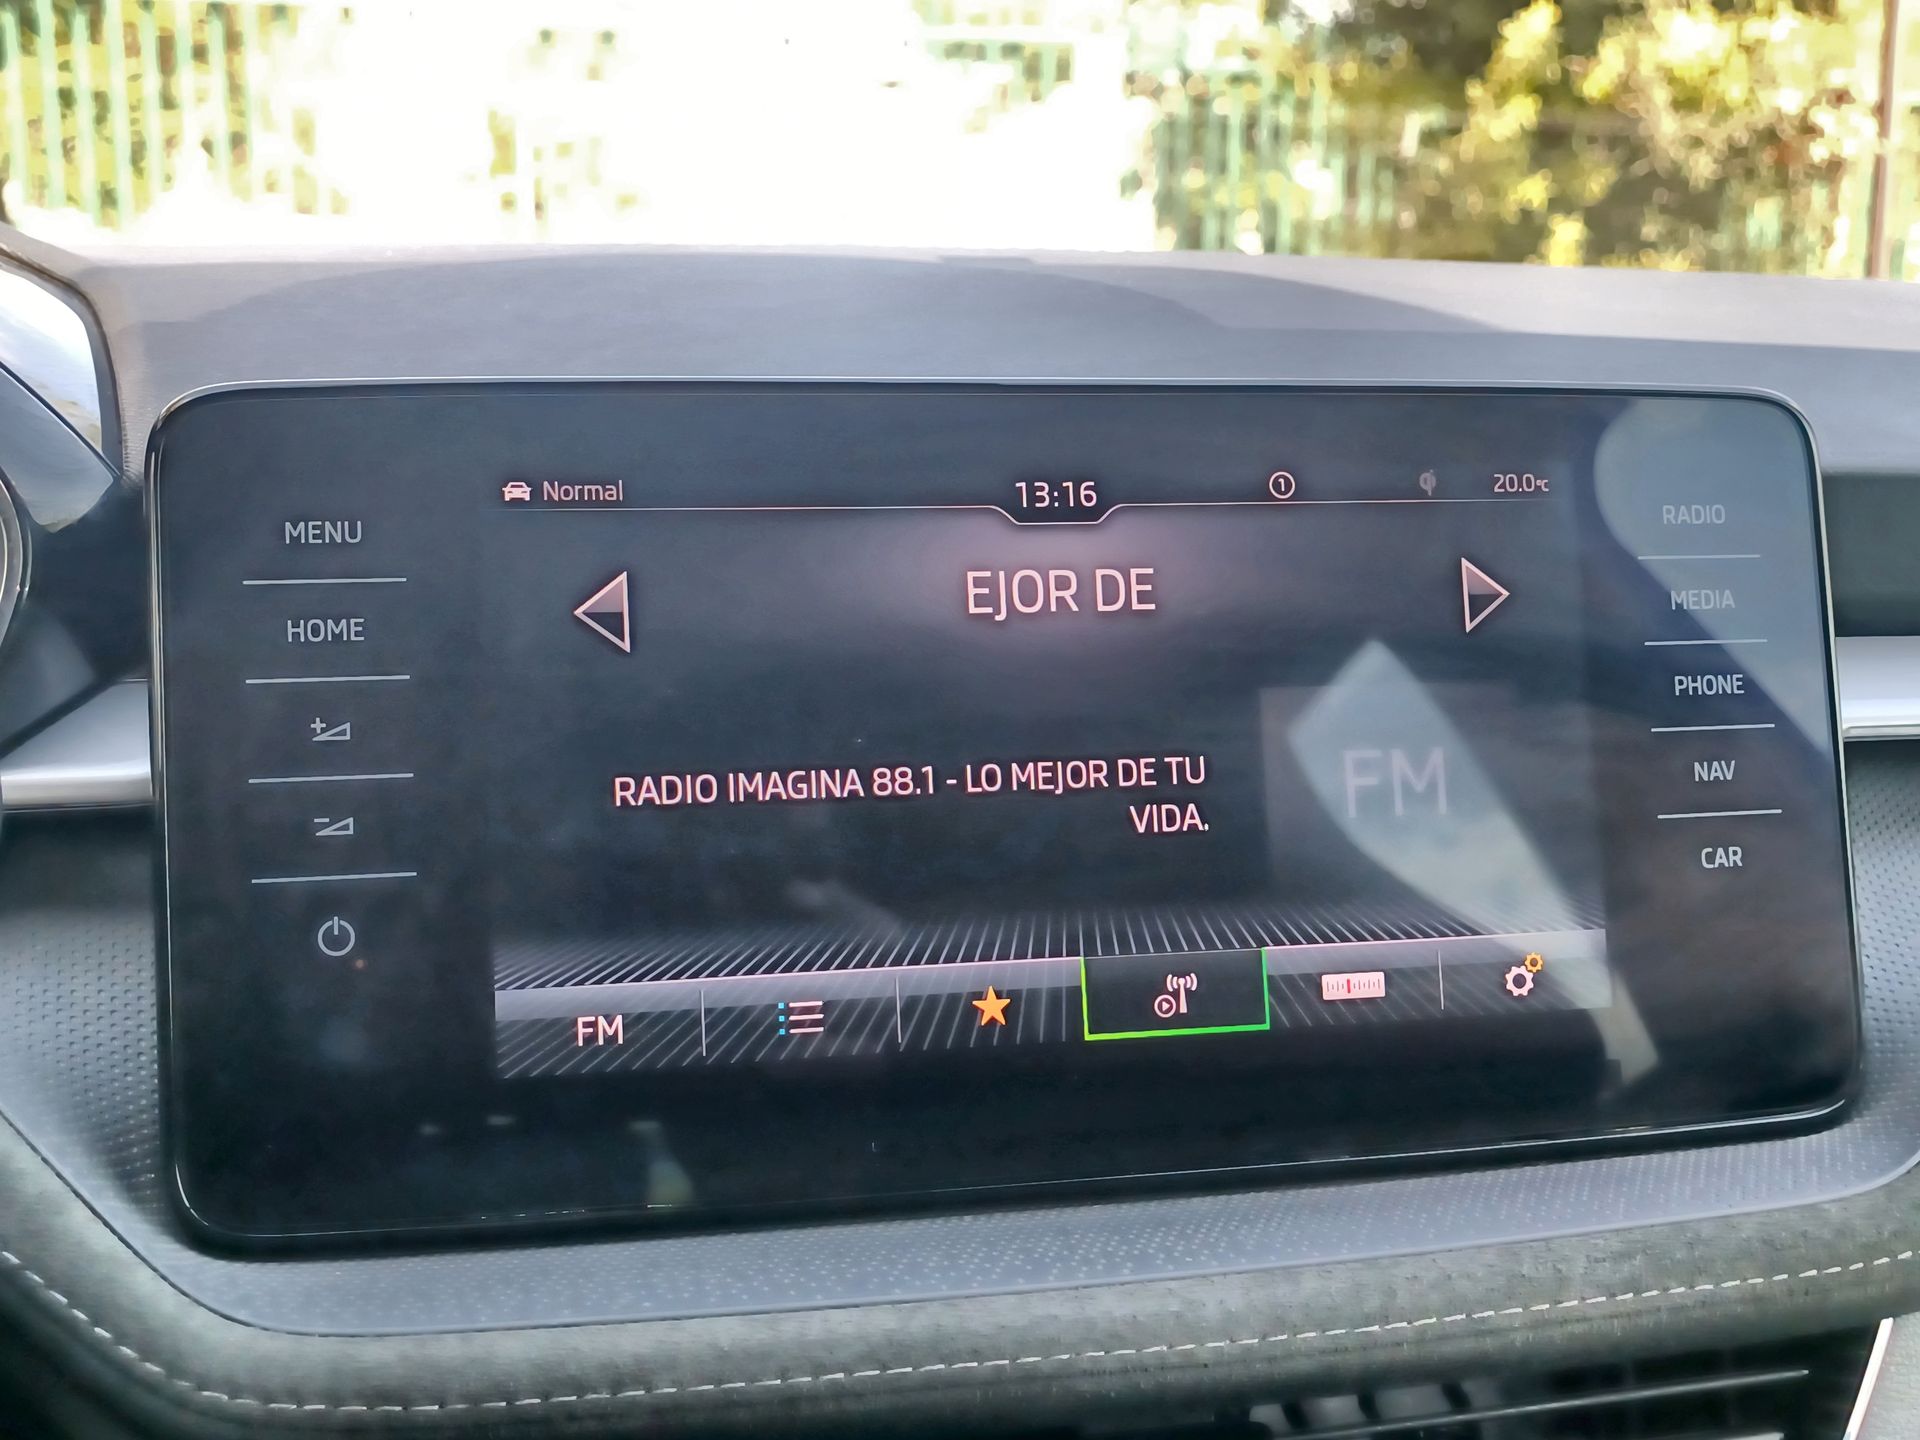 Normal
13:16
1
20.0°C
MENU
HOME
EJOR DE
RADIO IMAGINA 88.1 - LO MEJOR DE TU
VIDA.
FM
FM
RADIO
MEDIA
PHONE
NAV
CAR